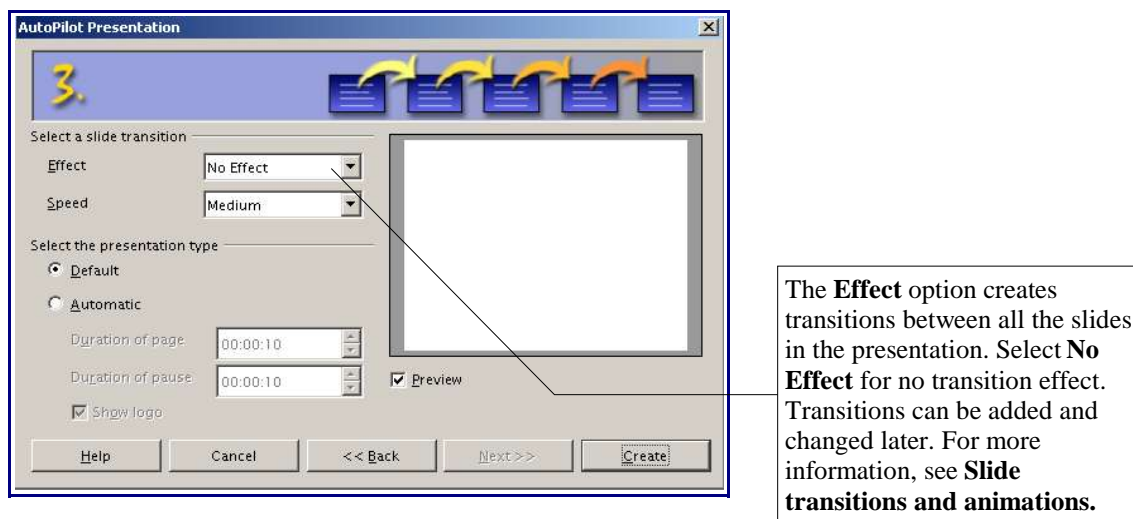 AutoPilot Presentation
3.
Select a slide transition
Effect
No Effect
Speed
Medium
Select the presentation type
Default
Automatic
Duration of page
00:00:10
Duration of pause
00:00:10
Show logo
Preview
Help
Cancel
<< Back
Next >>
Create
The Effect option creates
transitions between all the slides
in the presentation. Select No
Effect for no transition effect.
Transitions can be added and
changed later. For more
information, see Slide
transitions and animations.